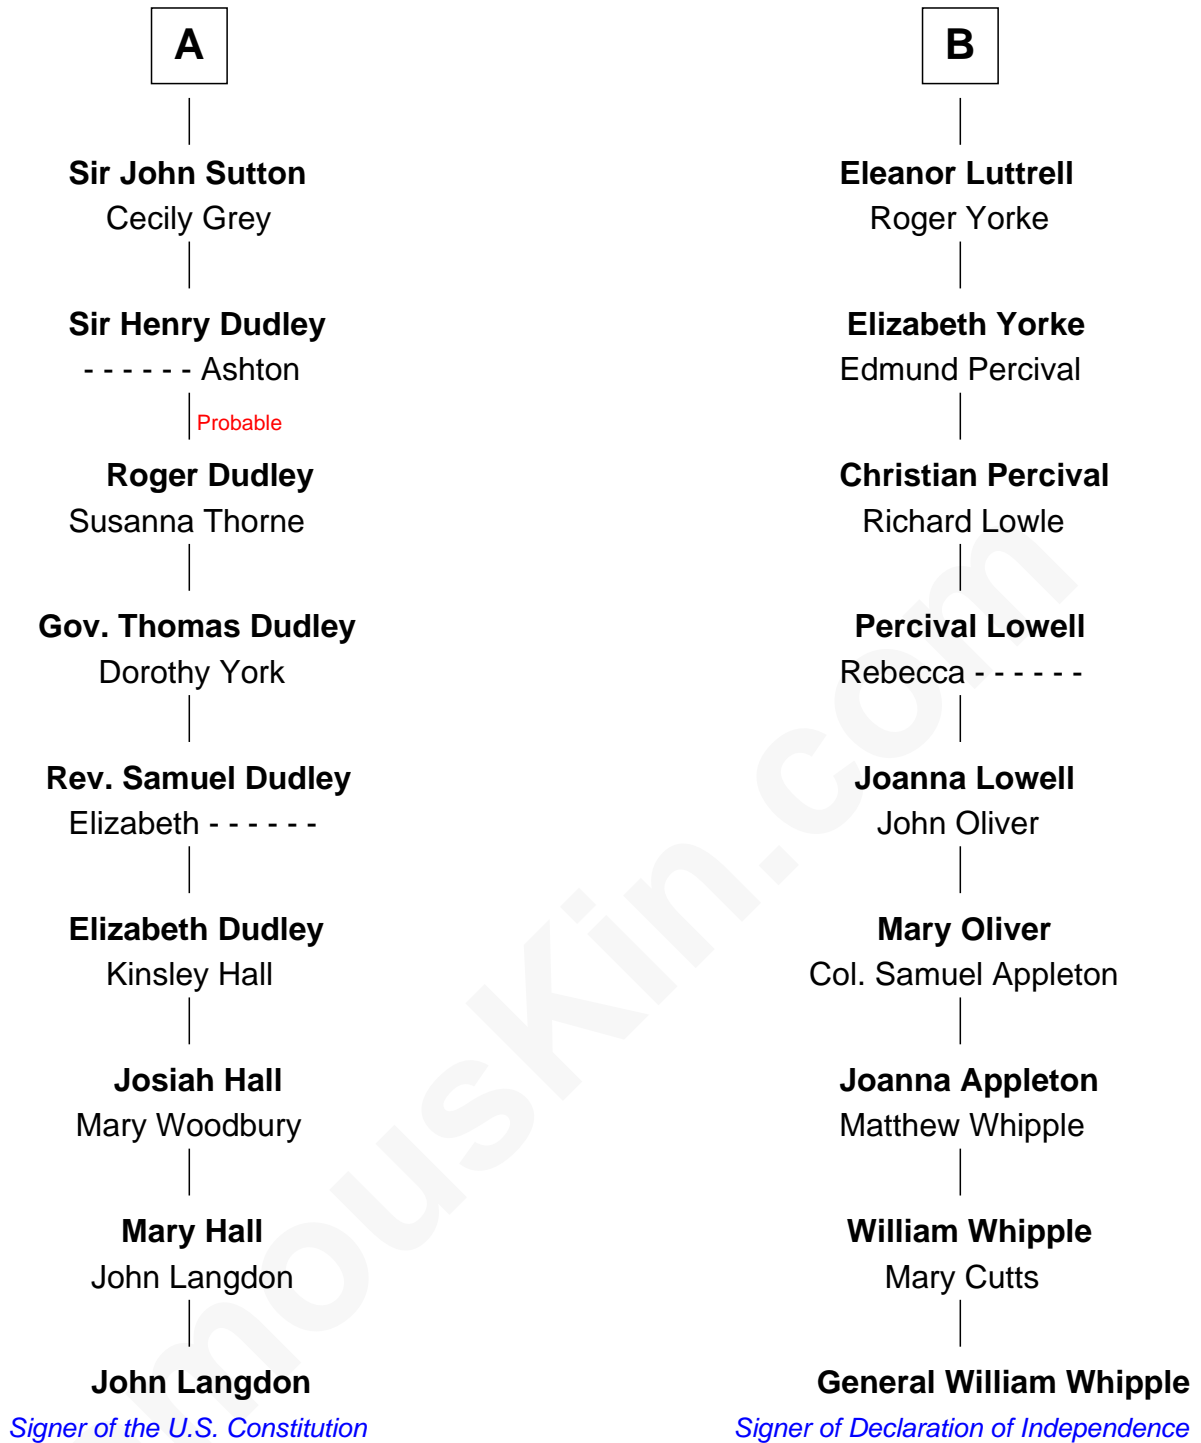 A
Sir John Sutton
Cecily Grey
Sir Henry Dudley
- - - - - - Ashton
Probable
Roger Dudley
Susanna Thorne
Gov. Thomas Dudley
Dorothy York
Rev. Samuel Dudley
Elizabeth - - - - - -
Elizabeth Dudley
Kinsley Hall
Josiah Hall
Mary Woodbury
Mary Hall
John Langdon
John Langdon
Signer of the U.S. Constitution
B
Eleanor Luttrell
Roger Yorke
Elizabeth Yorke
Edmund Percival
Christian Percival
Richard Lowle
Percival Lowell
Rebecca - - - - - -
Joanna Lowell
John Oliver
Mary Oliver
Col. Samuel Appleton
Joanna Appleton
Matthew Whipple
William Whipple
Mary Cutts
General William Whipple
Signer of Declaration of Independence
mousKin.com